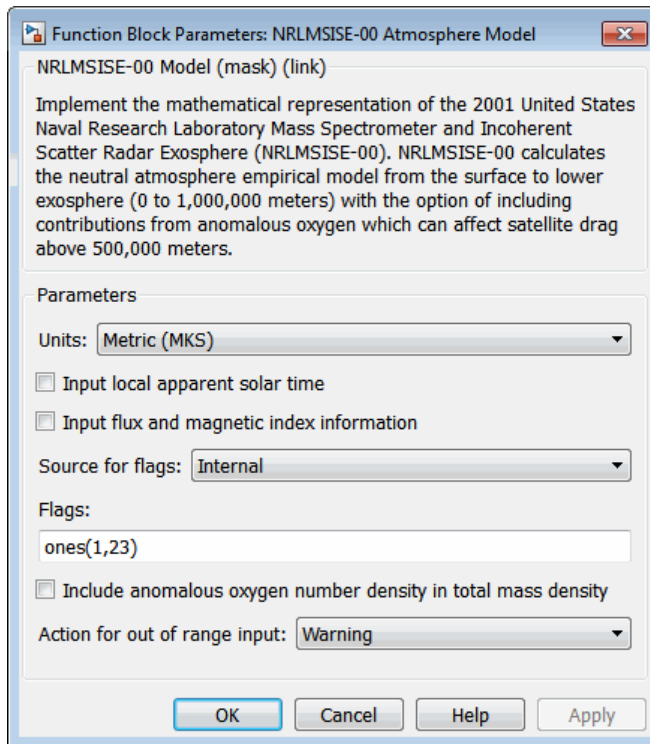 Function Block Parameters: NRLMSISE-00 Atmosphere Model
NRLMSISE-00 Model (mask) (link)
Implement the mathematical representation of the 2001 United States
Naval Research Laboratory Mass Spectrometer and Incoherent
Scatter Radar Exosphere (NRLMSISE-00). NRLMSISE-00 calculates
the neutral atmosphere empirical model from the surface to lower
exosphere (0 to 1,000,000 meters) with the option of including
contributions from anomalous oxygen which can affect satellite drag
above 500,000 meters.
Parameters
Units: Metric (MKS)
Input local apparent solar time
Input flux and magnetic index information
Source for flags: Internal
Flags:
ones(1,23)
Include anomalous oxygen number density in total mass density
Action for out of range input: Warning
OK Cancel Help Apply